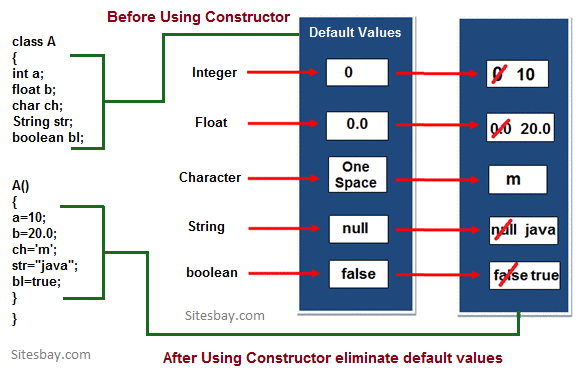 Before Using Constructor
class A
{
int a;
float b;
char ch;
String str;
boolean bl;
A()
{
a=10;
b=20.0;
ch='m';
str="java";
bl=true;
}
}
Sitesbay.com
Default Values
Integer 0 0 10
Float 0.0 0.0 20.0
Character One Space m
String null null java
boolean false false true
Sitesbay.com
After Using Constructor eliminate default values